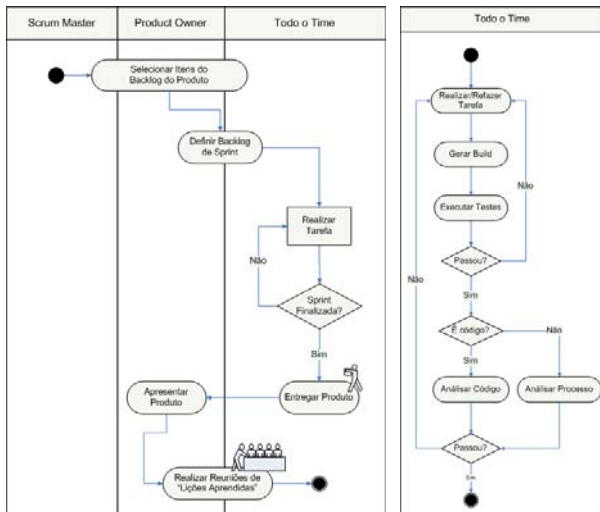 Scrum Master
Product Owner
Todo o Time
Selecionar Itens do
Backlog do Produto
Definir Backlog
de Sprint
Realizar
Tarefa
Não
Sprint
Finalizada?
Sim
Entregar Produto
Apresentar
Produto
Realizar Reuniões de
"Lições Aprendidas"
Todo o Time
Realizar/Refazer
Tarefa
Gerar Build
Executar Testes
Não
Passou?
Sim
Não
É código?
Não
Sim
Análisar Código
Análisar Processo
Passou?
Sim